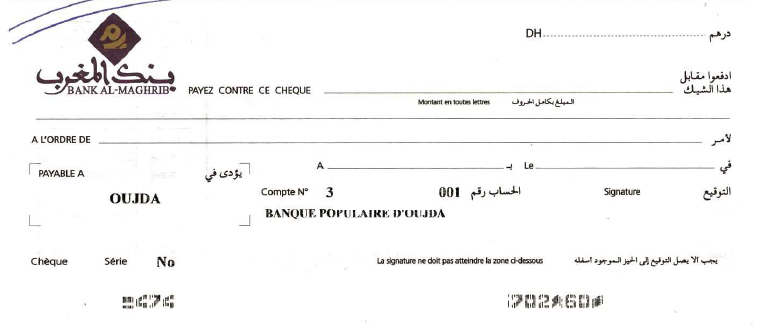 DH درهم
بنك المغرب
BANK AL-MAGHRIB
PAYEZ CONTRE CE CHEQUE ادفعوا مقابل هذا الشيك
Montant en toutes lettres المبلغ بكامل الحروف
A L'ORDRE DE لأمر
PAYABLE A يؤدى في
A بـ Le في
OUJDA
Compte N° 3 001 الحساب رقم Signature التوقيع
BANQUE POPULAIRE D'OUJDA
Chèque Série No La signature ne doit pas atteindre la zone ci-dessous يجب ألا يصل التوقيع إلى الحيز الموجود أسفله